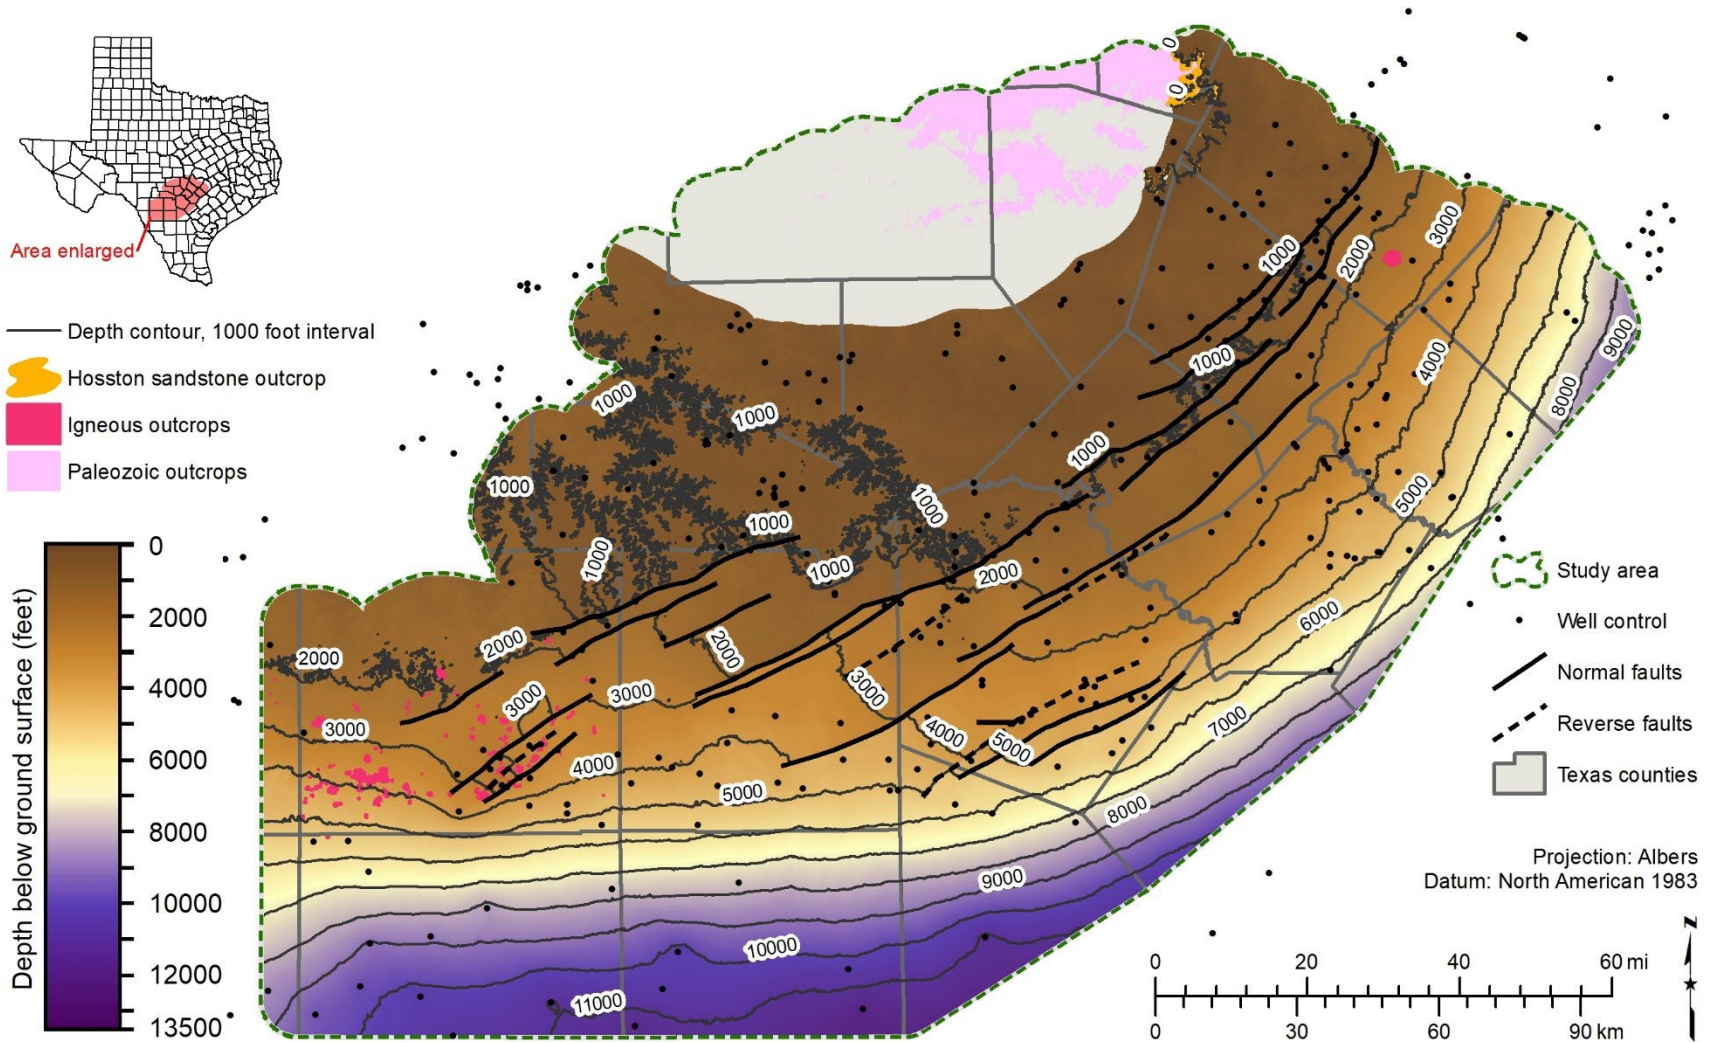 Area enlarged
Depth contour, 1000 foot interval
Hosston sandstone outcrop
Igneous outcrops
Paleozoic outcrops
Depth below ground surface (feet)
0
2000
4000
6000
8000
10000
12000
13500
0
0
1000
2000
3000
1000
4000
9000
8000
1000
1000
1000
5000
1000
1000
1000
1000
1000
2000
6000
2000
2000
2000
3000
3000
3000
3000
4000
5000
7000
4000
5000
8000
9000
10000
11000
Study area
Well control
Normal faults
Reverse faults
Texas counties
Projection: Albers
Datum: North American 1983
N
0 20 40 60 mi
0 30 60 90 km